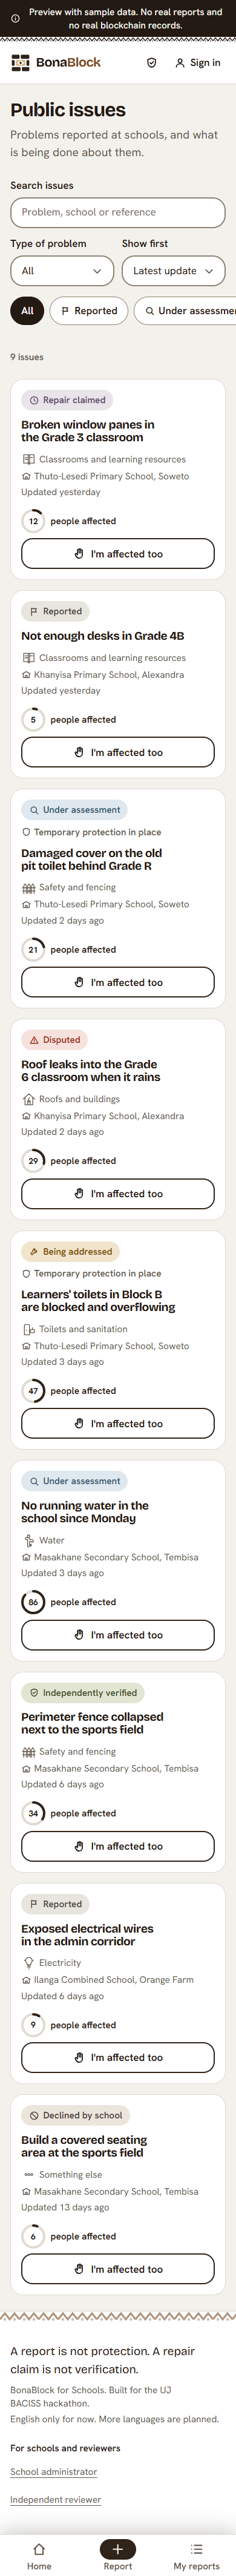 Preview with sample data. No real reports and
no real blockchain records.
BonaBlock
Sign in
Public issues
Problems reported at schools, and what
is being done about them.
Search issues
Problem, school or reference
Type of problem
Show first
All
Latest update
All
Reported
Under assessmen
9 issues
Repair claimed
Broken window panes in
the Grade 3 classroom
Classrooms and learning resources
Thuto-Lesedi Primary School, Soweto
Updated yesterday
12 people affected
I'm affected too
Reported
Not enough desks in Grade 4B
Classrooms and learning resources
Khanyisa Primary School, Alexandra
Updated yesterday
5 people affected
I'm affected too
Under assessment
Temporary protection in place
Damaged cover on the old
pit toilet behind Grade R
Safety and fencing
Thuto-Lesedi Primary School, Soweto
Updated 2 days ago
21 people affected
I'm affected too
Disputed
Roof leaks into the Grade
6 classroom when it rains
Roofs and buildings
Khanyisa Primary School, Alexandra
Updated 2 days ago
29 people affected
I'm affected too
Being addressed
Temporary protection in place
Learners' toilets in Block B
are blocked and overflowing
Toilets and sanitation
Thuto-Lesedi Primary School, Soweto
Updated 3 days ago
47 people affected
I'm affected too
Under assessment
No running water in the
school since Monday
Water
Masakhane Secondary School, Tembisa
Updated 3 days ago
86 people affected
I'm affected too
Independently verified
Perimeter fence collapsed
next to the sports field
Safety and fencing
Masakhane Secondary School, Tembisa
Updated 6 days ago
34 people affected
I'm affected too
Reported
Exposed electrical wires
in the admin corridor
Electricity
Ilanga Combined School, Orange Farm
Updated 6 days ago
9 people affected
I'm affected too
Declined by school
Build a covered seating
area at the sports field
Something else
Masakhane Secondary School, Tembisa
Updated 13 days ago
6 people affected
I'm affected too
A report is not protection. A repair
claim is not verification.
BonaBlock for Schools. Built for the UJ
BACISS hackathon.
English only for now. More languages are planned.
For schools and reviewers
School administrator
Independent reviewer
Home
Report
My reports